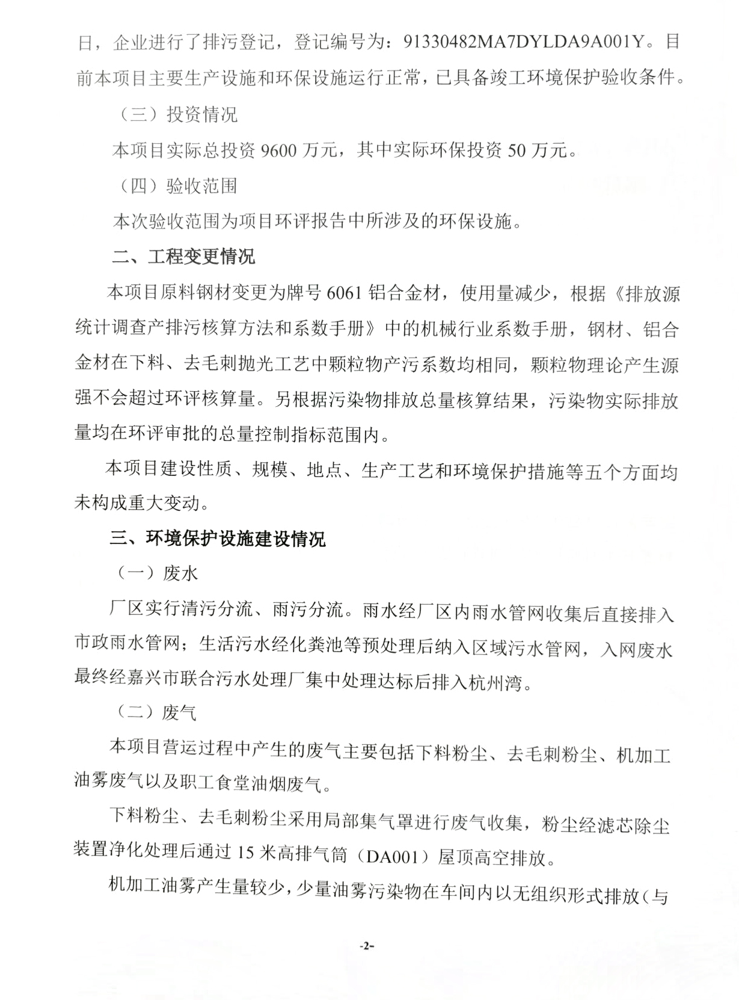 日，企业进行了排污登记，登记编号为：91330482MA7DYLDA9A001Y。目
前本项目主要生产设施和环保设施运行正常，已具备竣工环境保护验收条件。
（三）投资情况
本项目实际总投资 9600 万元，其中实际环保投资 50 万元。
（四）验收范围
本次验收范围为项目环评报告中所涉及的环保设施。
二、工程变更情况
本项目原料钢材变更为牌号 6061 铝合金材，使用量减少，根据《排放源
统计调查产排污核算方法和系数手册》中的机械行业系数手册，钢材、铝合
金材在下料、去毛刺抛光工艺中颗粒物产污系数均相同，颗粒物理论产生源
强不会超过环评核算量。另根据污染物排放总量核算结果，污染物实际排放
量均在环评审批的总量控制指标范围内。
本项目建设性质、规模、地点、生产工艺和环境保护措施等五个方面均
未构成重大变动。
三、环境保护设施建设情况
（一）废水
厂区实行清污分流、雨污分流。雨水经厂区内雨水管网收集后直接排入
市政雨水管网；生活污水经化粪池等预处理后纳入区域污水管网，入网废水
最终经嘉兴市联合污水处理厂集中处理达标后排入杭州湾。
（二）废气
本项目营运过程中产生的废气主要包括下料粉尘、去毛刺粉尘、机加工
油雾废气以及职工食堂油烟废气。
下料粉尘、去毛刺粉尘采用局部集气罩进行废气收集，粉尘经滤芯除尘
装置净化处理后通过 15 米高排气筒（DA001）屋顶高空排放。
机加工油雾产生量较少，少量油雾污染物在车间内以无组织形式排放（与
-2-